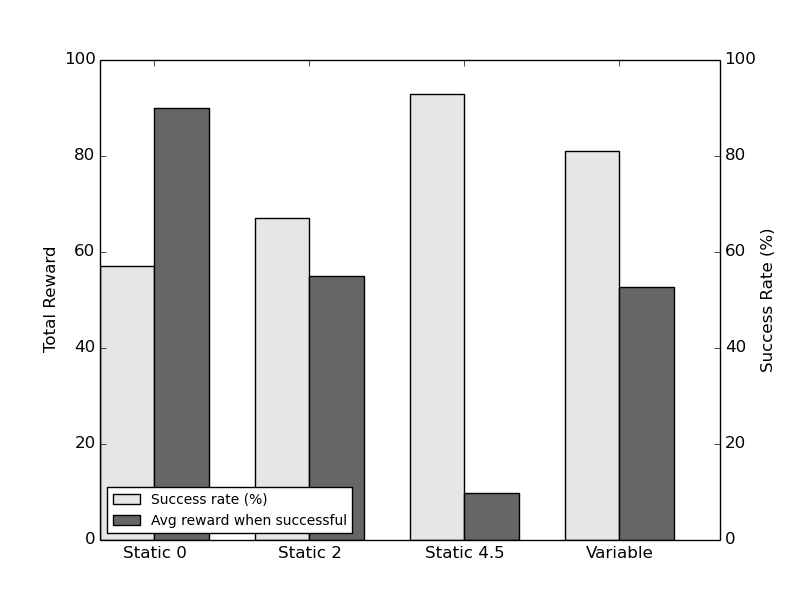 100
80
60
40
20
0
Total Reward
100
80
60
40
20
0
Success Rate (%)
Success rate (%)
Avg reward when successful
Static 0
Static 2
Static 4.5
Variable